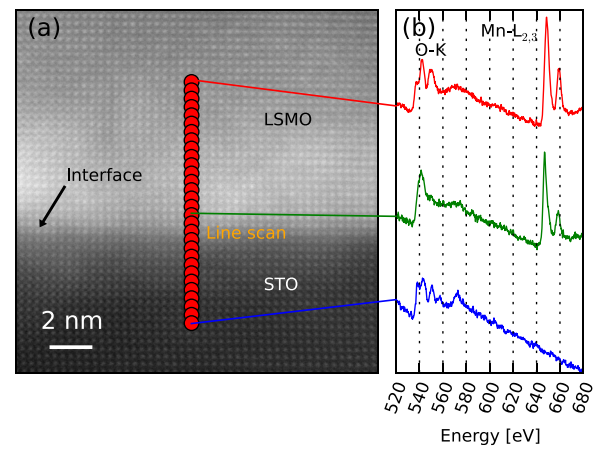 (a)
(b)
Mn-L2,3
O-K
LSMO
Interface
Line scan
STO
2 nm
520 540 560 580 600 620 640 660 680
Energy [eV]